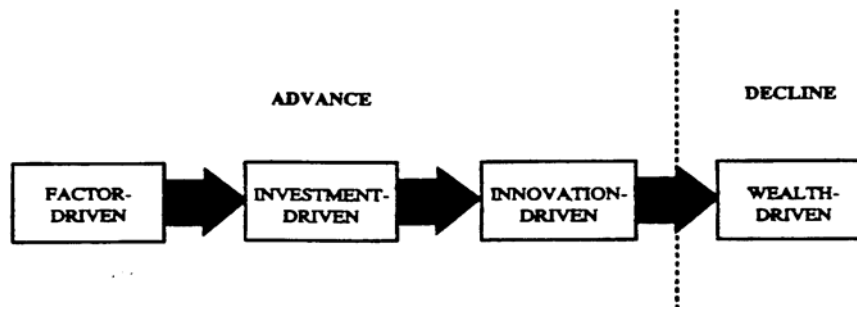 ADVANCE
DECLINE
FACTOR-
DRIVEN
INVESTMENT-
DRIVEN
INNOVATION-
DRIVEN
WEALTH-
DRIVEN